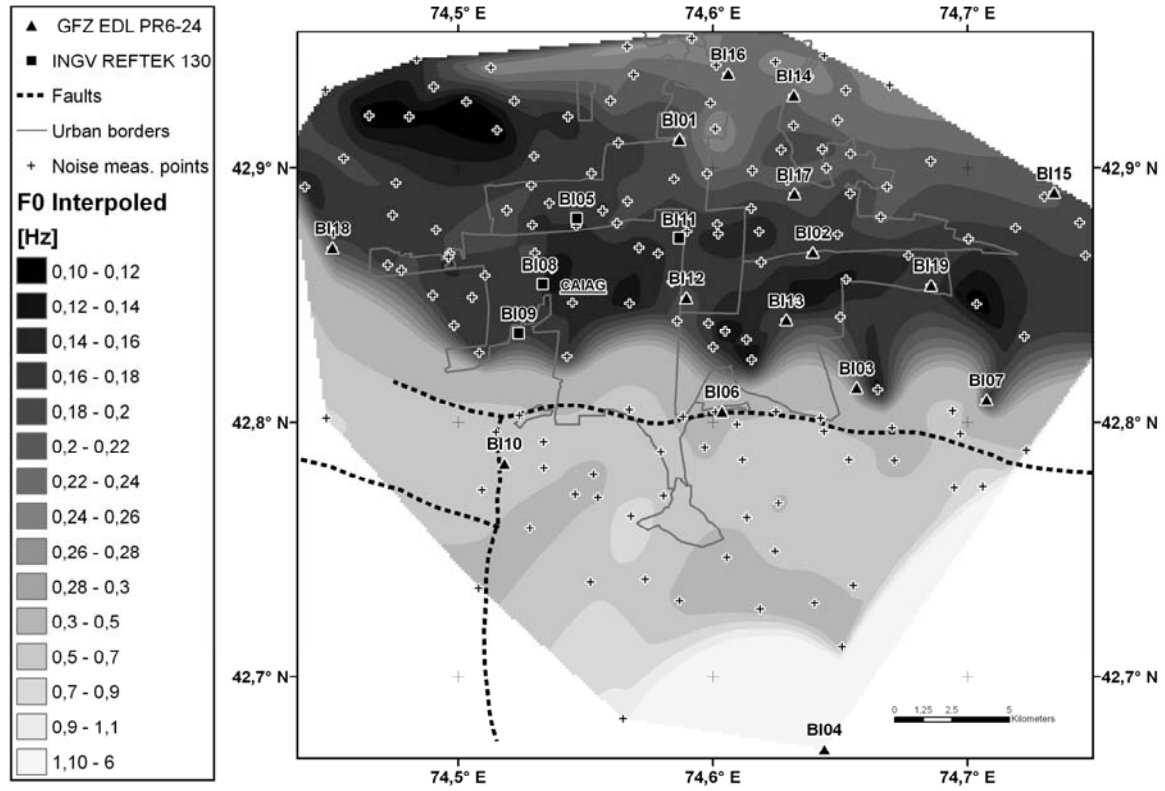 GFZ EDL PR6-24
INGV REFTEK 130
Faults
Urban borders
Noise meas. points
F0 Interpoled
[Hz]
0,10 - 0,12
0,12 - 0,14
0,14 - 0,16
0,16 - 0,18
0,18 - 0,2
0,2 - 0,22
0,22 - 0,24
0,24 - 0,26
0,26 - 0,28
0,28 - 0,3
0,3 - 0,5
0,5 - 0,7
0,7 - 0,9
0,9 - 1,1
1,10 - 6
74,5° E 74,6° E 74,7° E
BI16
BI14
BI01
42,9° N 42,9° N
BI17 BI15
BI05
BI11
BI18 BI02
BI08 BI19
BI12
CAIAG
BI13
BI09
BI03
BI07
BI06
42,8° N 42,8° N
BI10
42,7° N 42,7° N
0 1,25 2,5 5
Kilometers
BI04
74,5° E 74,6° E 74,7° E